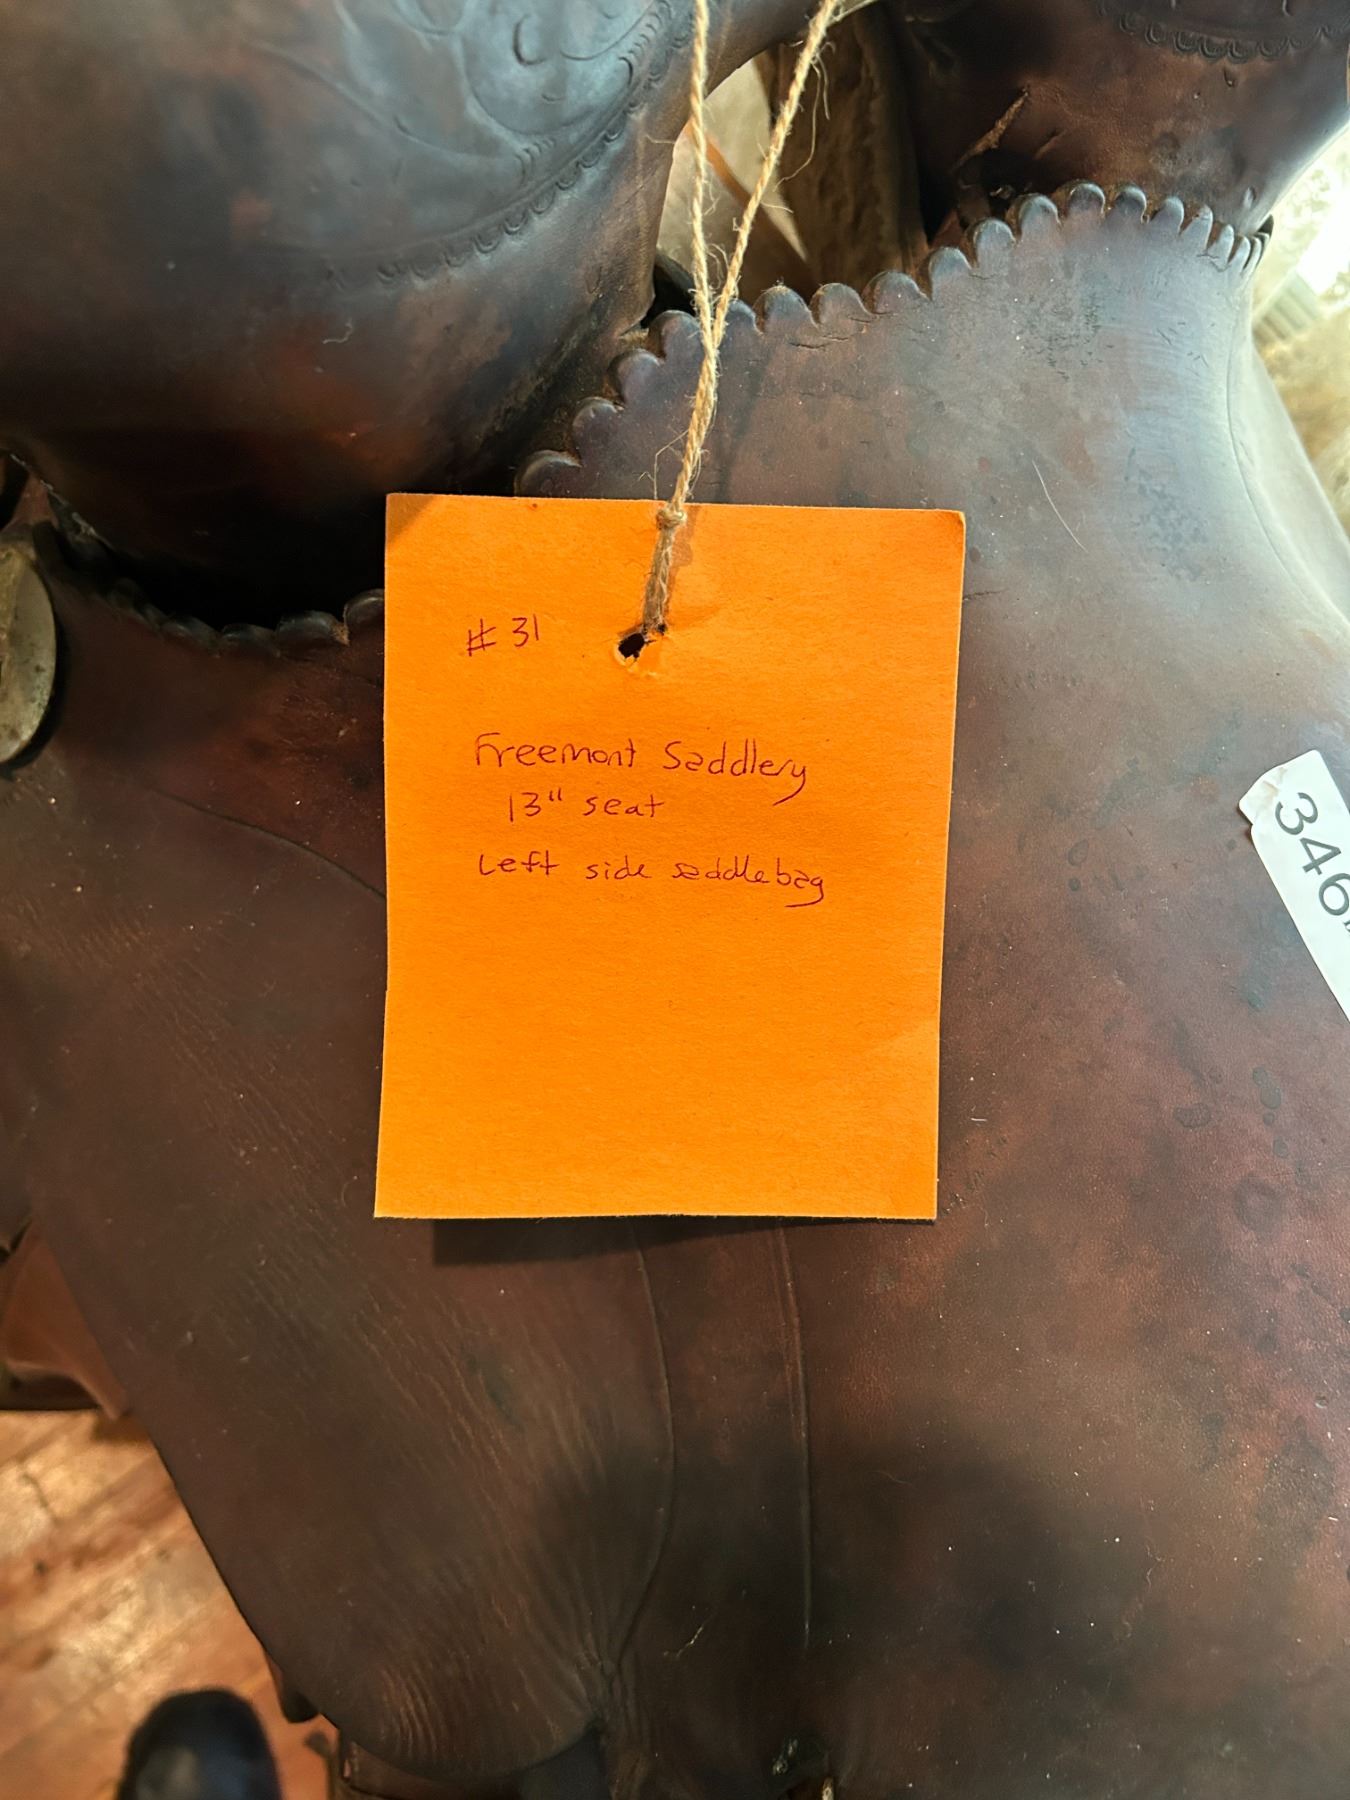 # 31
Freemont Saddlery
13" seat
Left side saddlebag
346